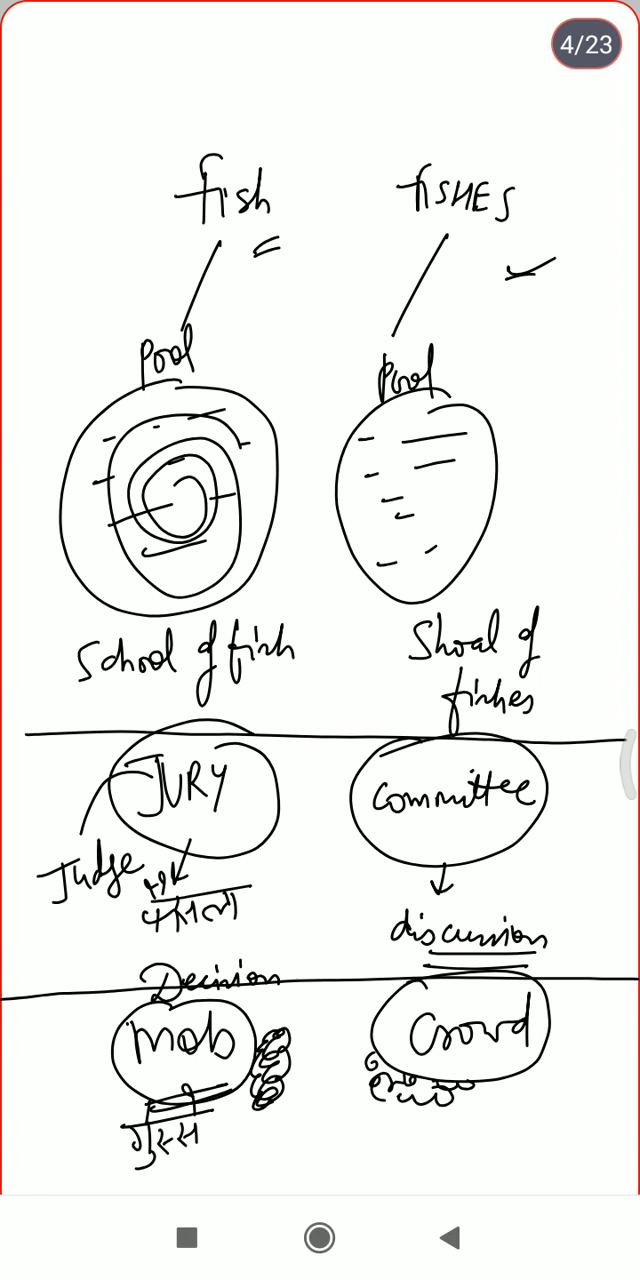 4/23
fish
fISHES
Pool
Pool
School of fish
Shoal of
fishes
JURY
Committee
Judge
discussion
Decision
Mob
Crowd